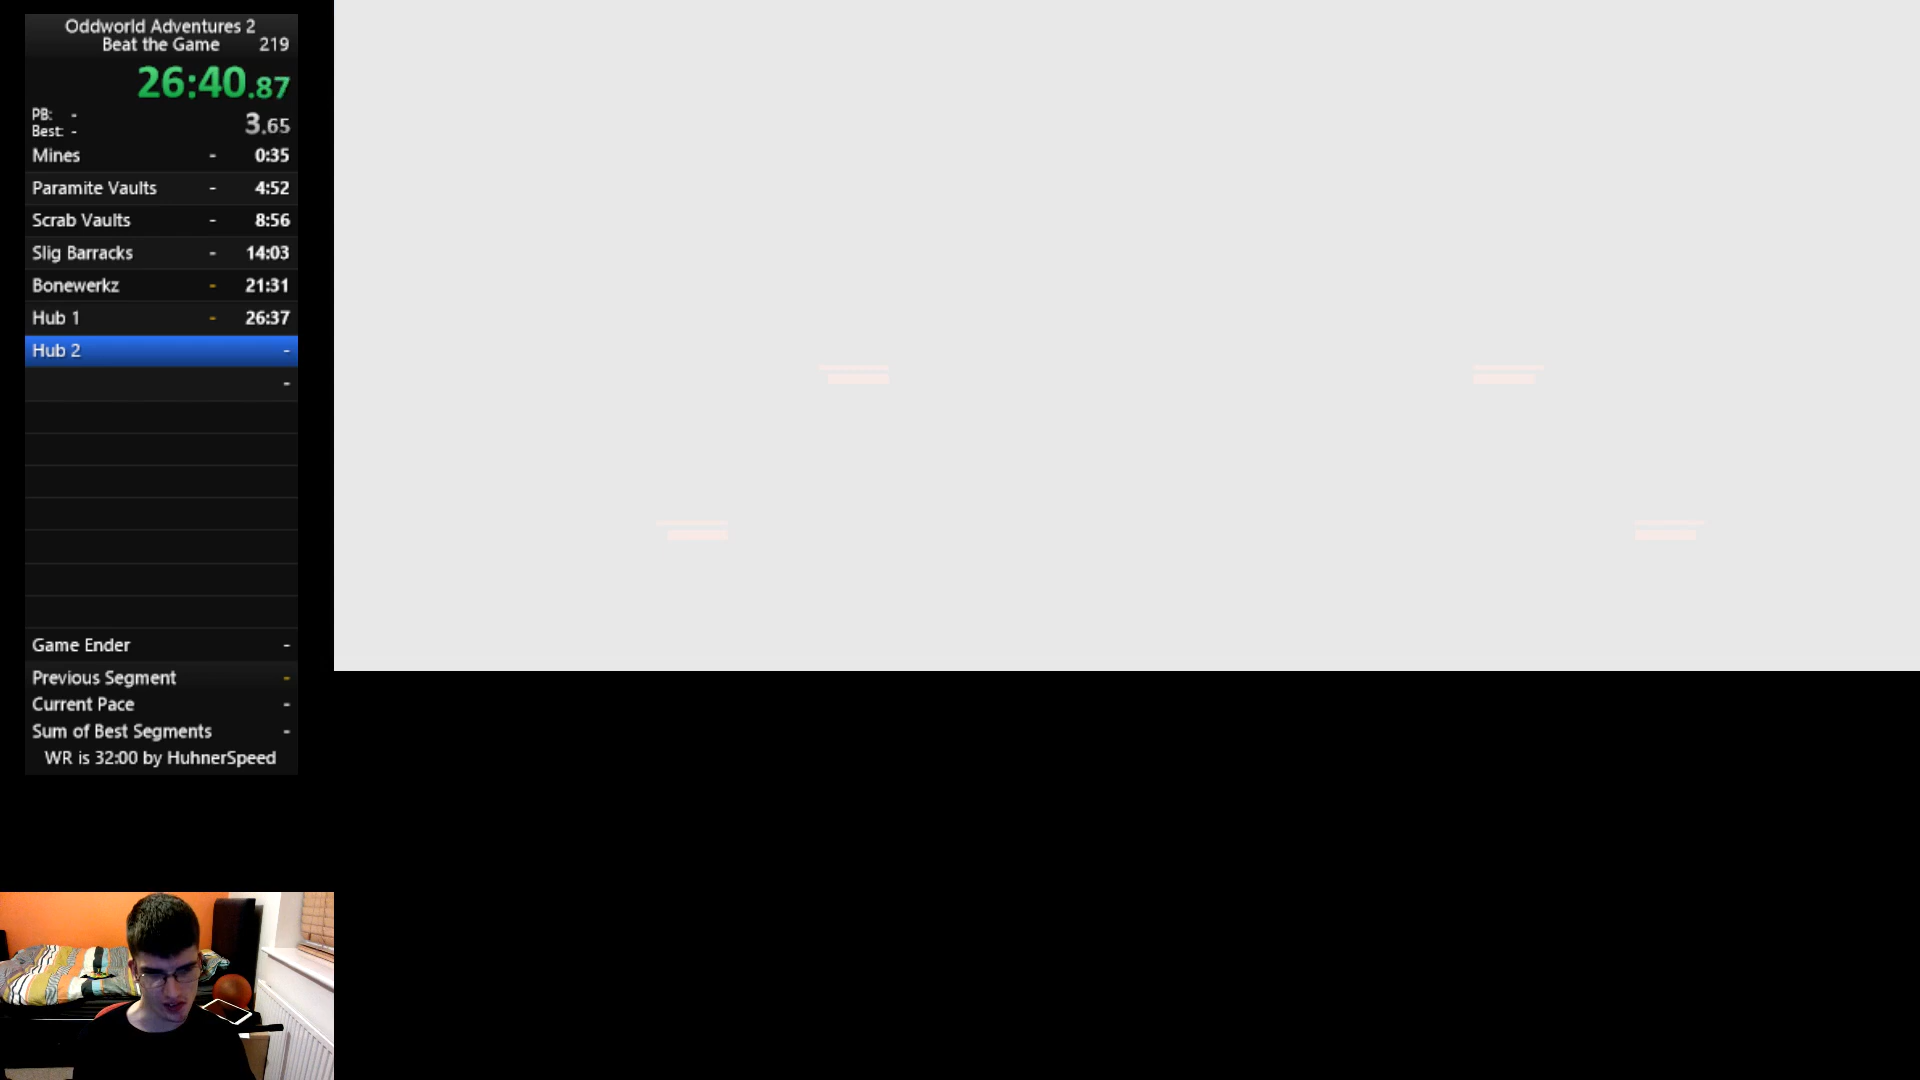 Oddworld Adventures 2
Beat the Game 219
26:40.87
PB: -
Best: -
3.65
Mines - 0:35
Paramite Vaults - 4:52
Scrab Vaults - 8:56
Slig Barracks - 14:03
Bonewerkz - 21:31
Hub 1 - 26:37
Hub 2 -
-
Game Ender -
Previous Segment -
Current Pace -
Sum of Best Segments -
WR is 32:00 by HuhnerSpeed